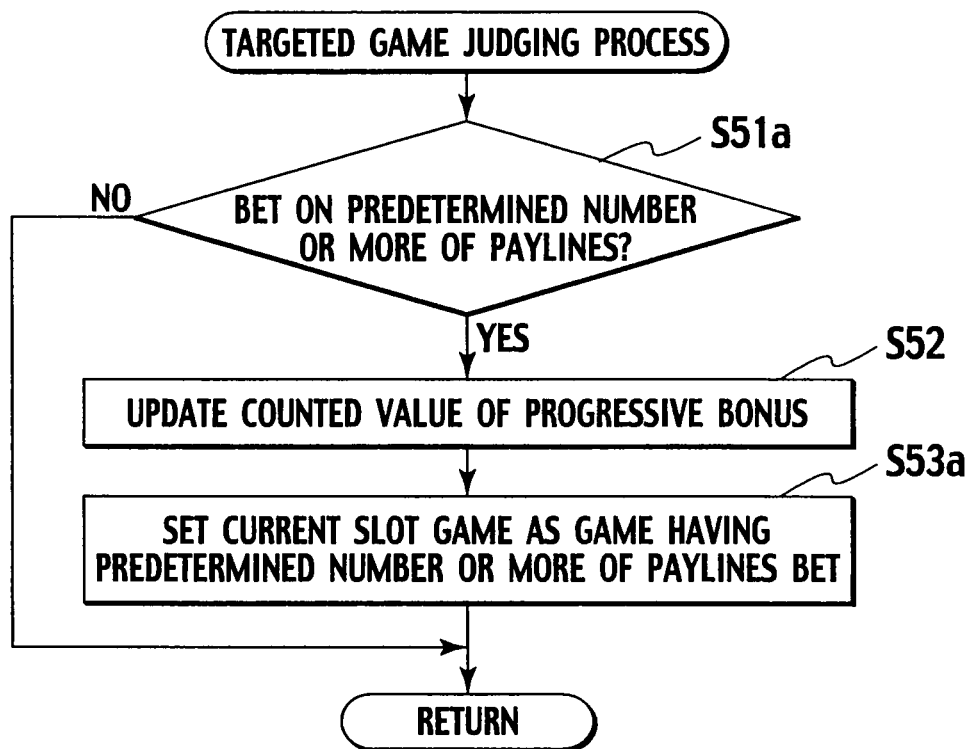 TARGETED GAME JUDGING PROCESS
S51a
NO
BET ON PREDETERMINED NUMBER
OR MORE OF PAYLINES?
YES
S52
UPDATE COUNTED VALUE OF PROGRESSIVE BONUS
S53a
SET CURRENT SLOT GAME AS GAME HAVING
PREDETERMINED NUMBER OR MORE OF PAYLINES BET
RETURN